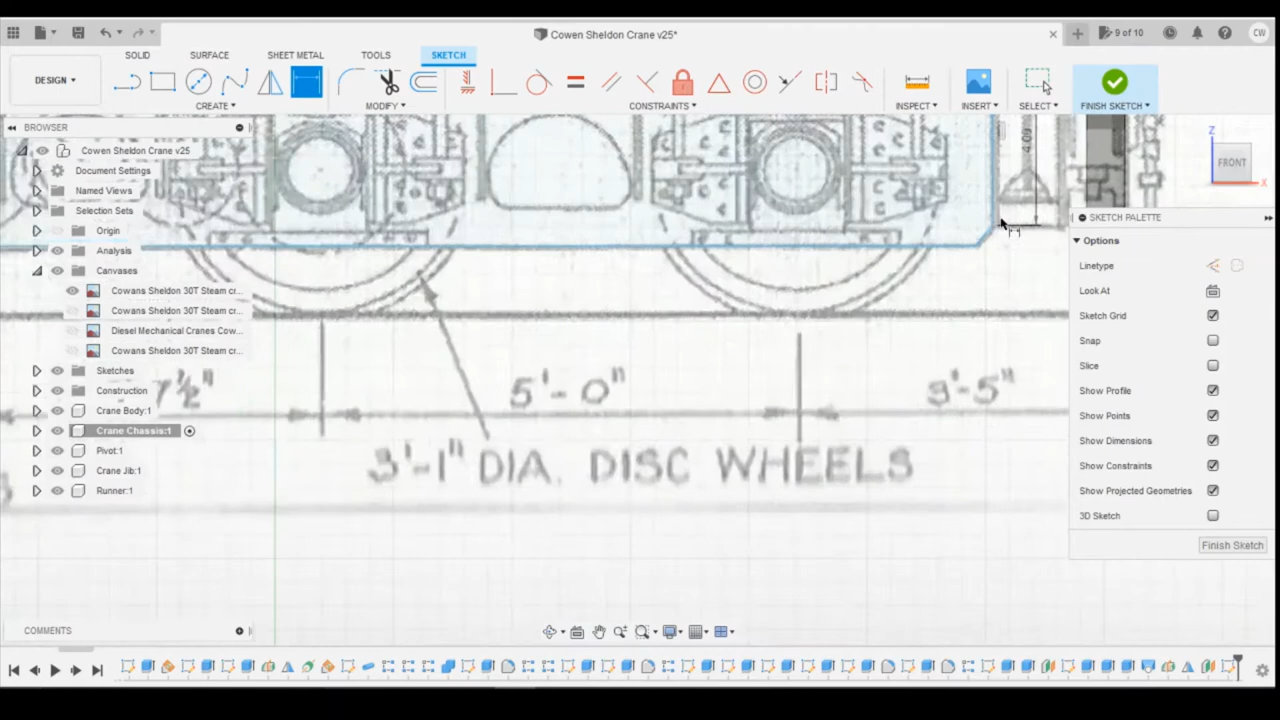 Cowen Sheldon Crane v25*
9 of 10
CW
DESIGN
SOLID
SURFACE
SHEET METAL
TOOLS
SKETCH
CREATE
MODIFY
CONSTRAINTS
INSPECT
INSERT
SELECT
FINISH SKETCH
BROWSER
Cowen Sheldon Crane v25
Document Settings
Named Views
Selection Sets
Origin
Analysis
Canvases
Cowans Sheldon 30T Steam cr...
Cowans Sheldon 30T Steam cr...
Diesel Mechanical Cranes Cow...
Cowans Sheldon 30T Steam cr...
Sketches
Construction
Crane Body:1
Crane Chassis:1
Pivot:1
Crane Jib:1
Runner:1
7½"
5'-0"
3'-5"
3'-1" DIA. DISC WHEELS
4.09
Z
FRONT
X
SKETCH PALETTE
Options
Linetype
Look At
Sketch Grid
Snap
Slice
Show Profile
Show Points
Show Dimensions
Show Constraints
Show Projected Geometries
3D Sketch
Finish Sketch
COMMENTS